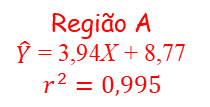 Região A
Ŷ = 3,94X + 8,77
r² = 0,995